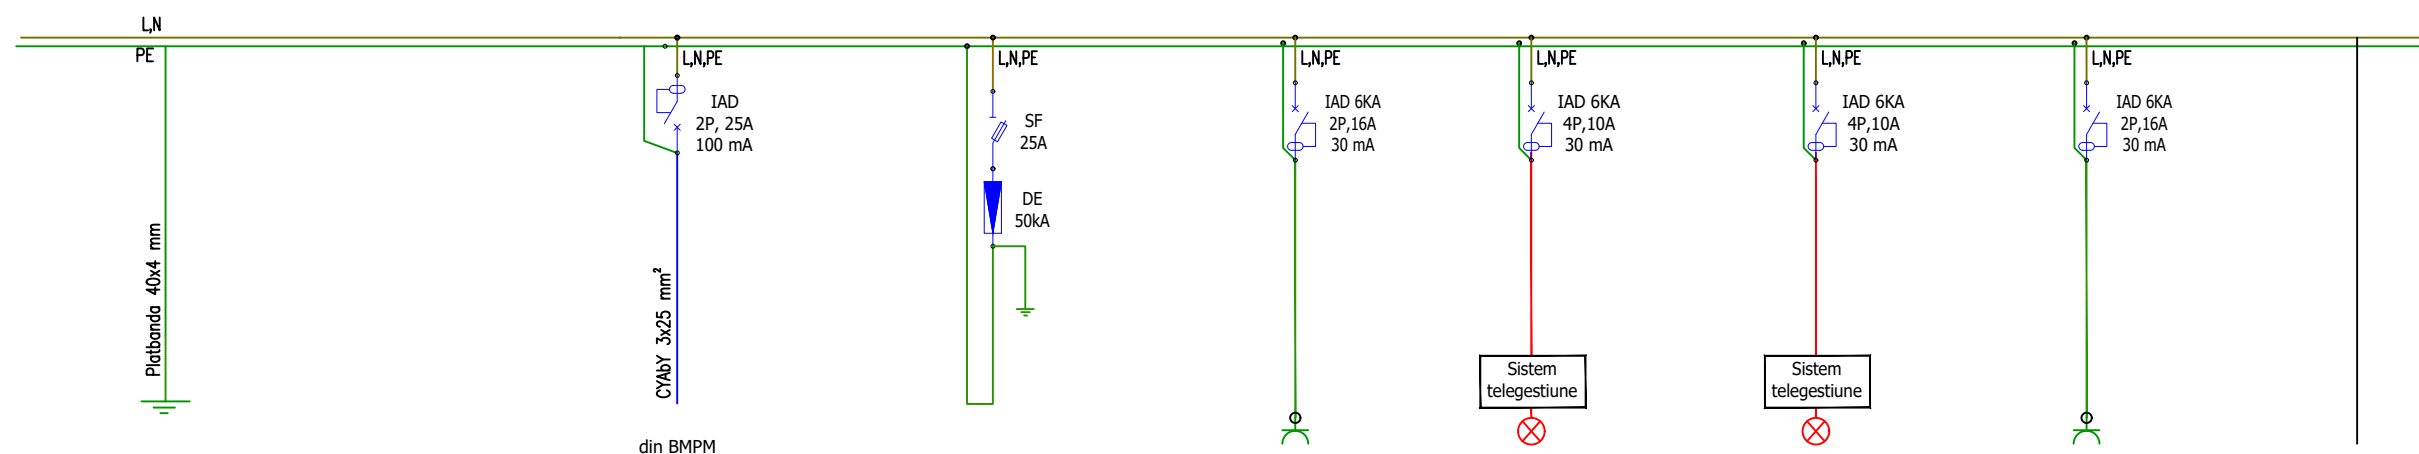 L,N
PE
Platbanda 40x4 mm
L,N,PE
IAD
2P, 25A
100 mA
CYAbY 3x25 mm²
din BMPM
L,N,PE
SF
25A
DE
50kA
L,N,PE
IAD 6KA
2P,16A
30 mA
L,N,PE
IAD 6KA
4P,10A
30 mA
Sistem
telegestiune
L,N,PE
IAD 6KA
4P,10A
30 mA
Sistem
telegestiune
L,N,PE
IAD 6KA
2P,16A
30 mA